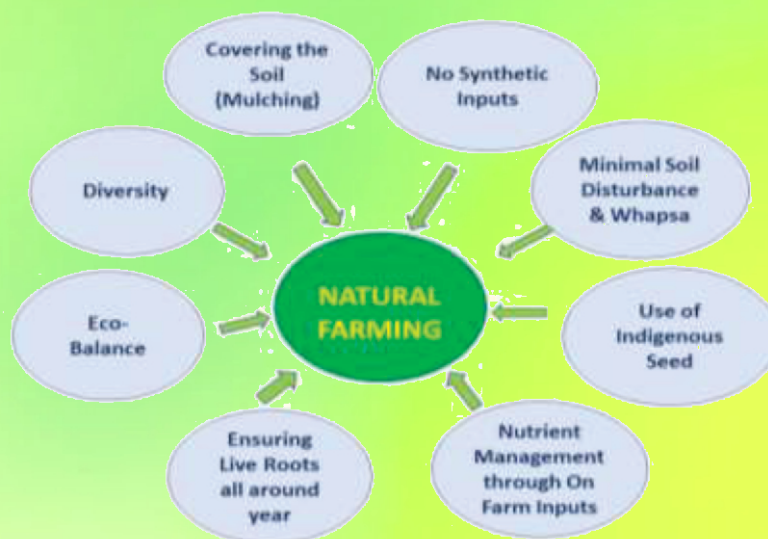 Covering the
Soil
(Mulching)
No Synthetic
Inputs
Diversity
Minimal Soil
Disturbance
& Whapsa
NATURAL
FARMING
Eco-
Balance
Use of
Indigenous
Seed
Ensuring
Live Roots
all around
year
Nutrient
Management
through On
Farm Inputs